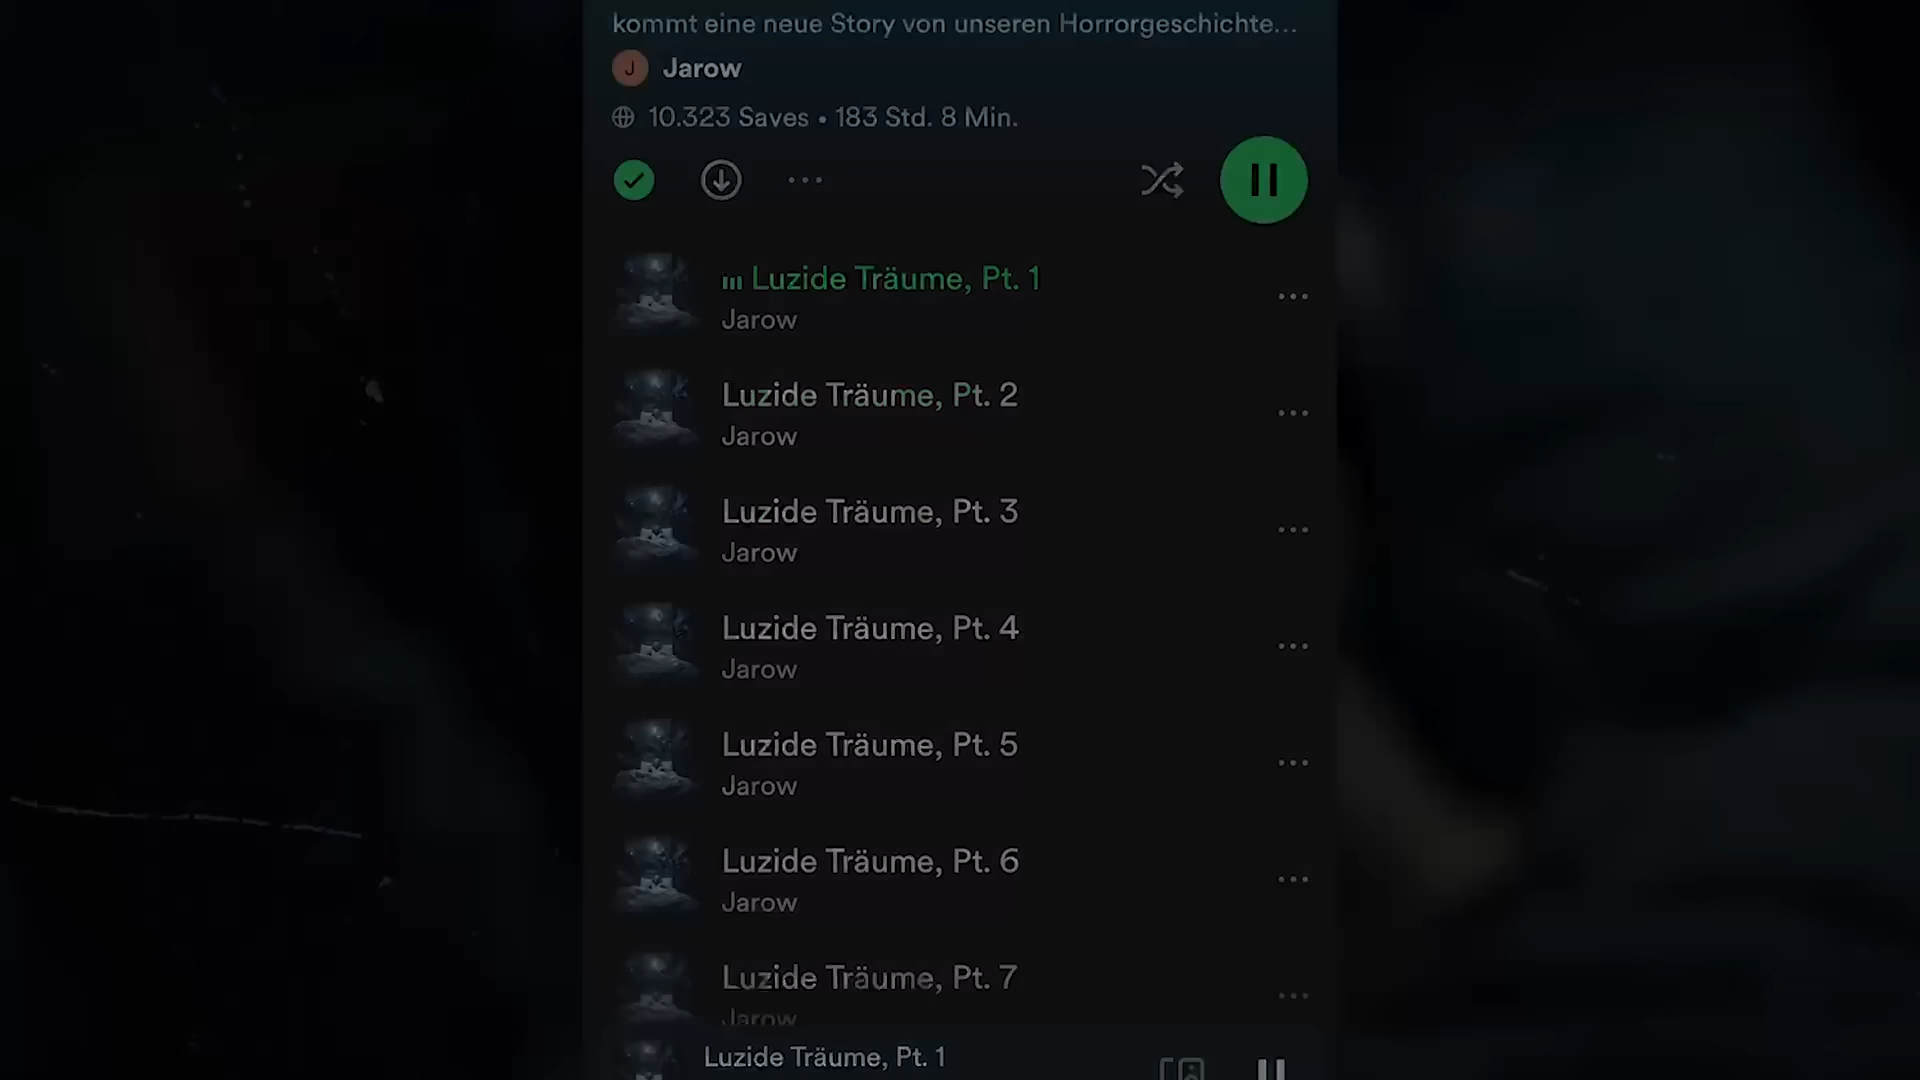 kommt eine neue Story von unseren Horrorgeschichte...
J Jarow
10.323 Saves • 183 Std. 8 Min.
Luzide Träume, Pt. 1
Jarow
Luzide Träume, Pt. 2
Jarow
Luzide Träume, Pt. 3
Jarow
Luzide Träume, Pt. 4
Jarow
Luzide Träume, Pt. 5
Jarow
Luzide Träume, Pt. 6
Jarow
Luzide Träume, Pt. 7
Jarow
Luzide Träume, Pt. 1